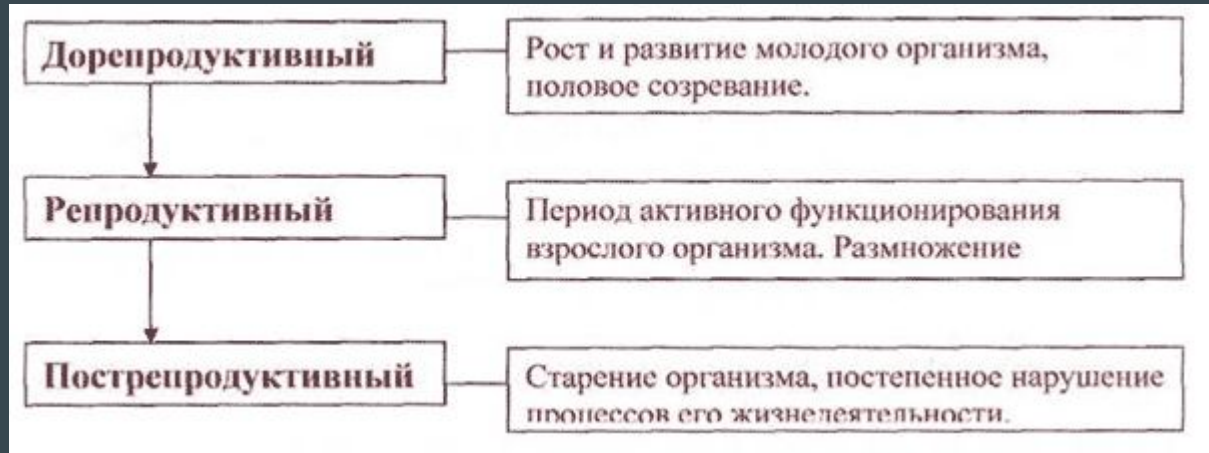 Дорепродуктивный
Рост и развитие молодого организма,
половое созревание.
Репродуктивный
Период активного функционирования
взрослого организма. Размножение
Пострепродуктивный
Старение организма, постепенное нарушение
процессов его жизнедеятельности.